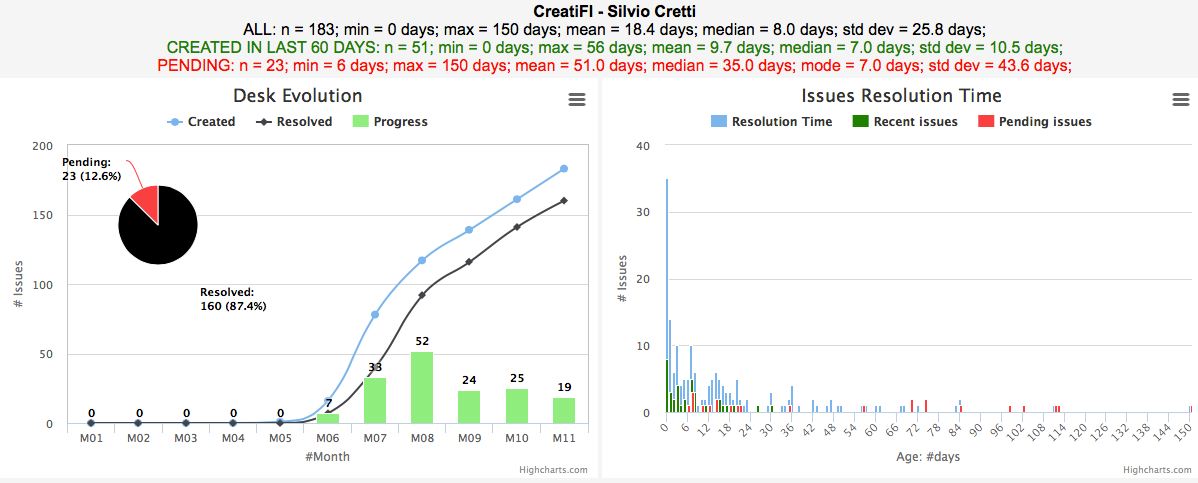 CreatiFI - Silvio Cretti
ALL: n = 183; min = 0 days; max = 150 days; mean = 18.4 days; median = 8.0 days; std dev = 25.8 days;
CREATED IN LAST 60 DAYS: n = 51; min = 0 days; max = 56 days; mean = 9.7 days; median = 7.0 days; std dev = 10.5 days;
PENDING: n = 23; min = 6 days; max = 150 days; mean = 51.0 days; median = 35.0 days; mode = 7.0 days; std dev = 43.6 days;
Desk Evolution
Created Resolved Progress
200
150
100
50
0
# Issues
Pending:
23 (12.6%)
Resolved:
160 (87.4%)
0 0 0 0 0 7 33 52 24 25 19
M01 M02 M03 M04 M05 M06 M07 M08 M09 M10 M11
#Month
Highcharts.com
Issues Resolution Time
Resolution Time Recent issues Pending issues
40
30
20
10
0
# Issues
0 6 12 18 24 30 36 42 48 54 60 66 72 78 84 90 96 102 108 114 120 126 132 138 144 150
Age: #days
Highcharts.com